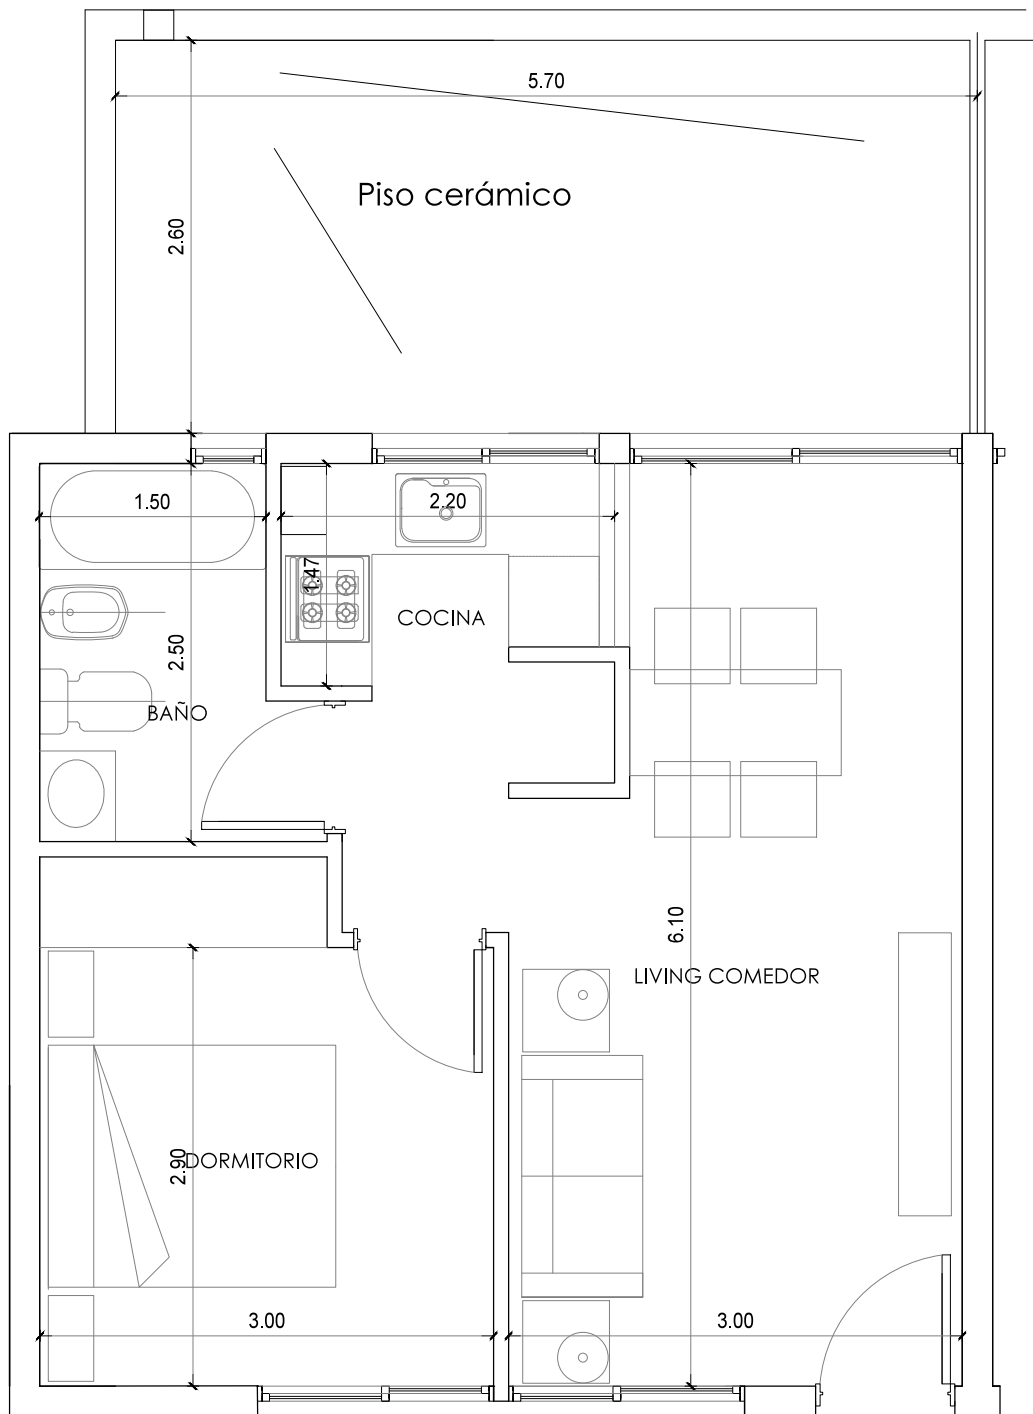 5.70
Piso cerámico
2.60
1.50
2.20
1.47
COCINA
2.50
BAÑO
6.10
LIVING COMEDOR
2.90
DORMITORIO
3.00
3.00